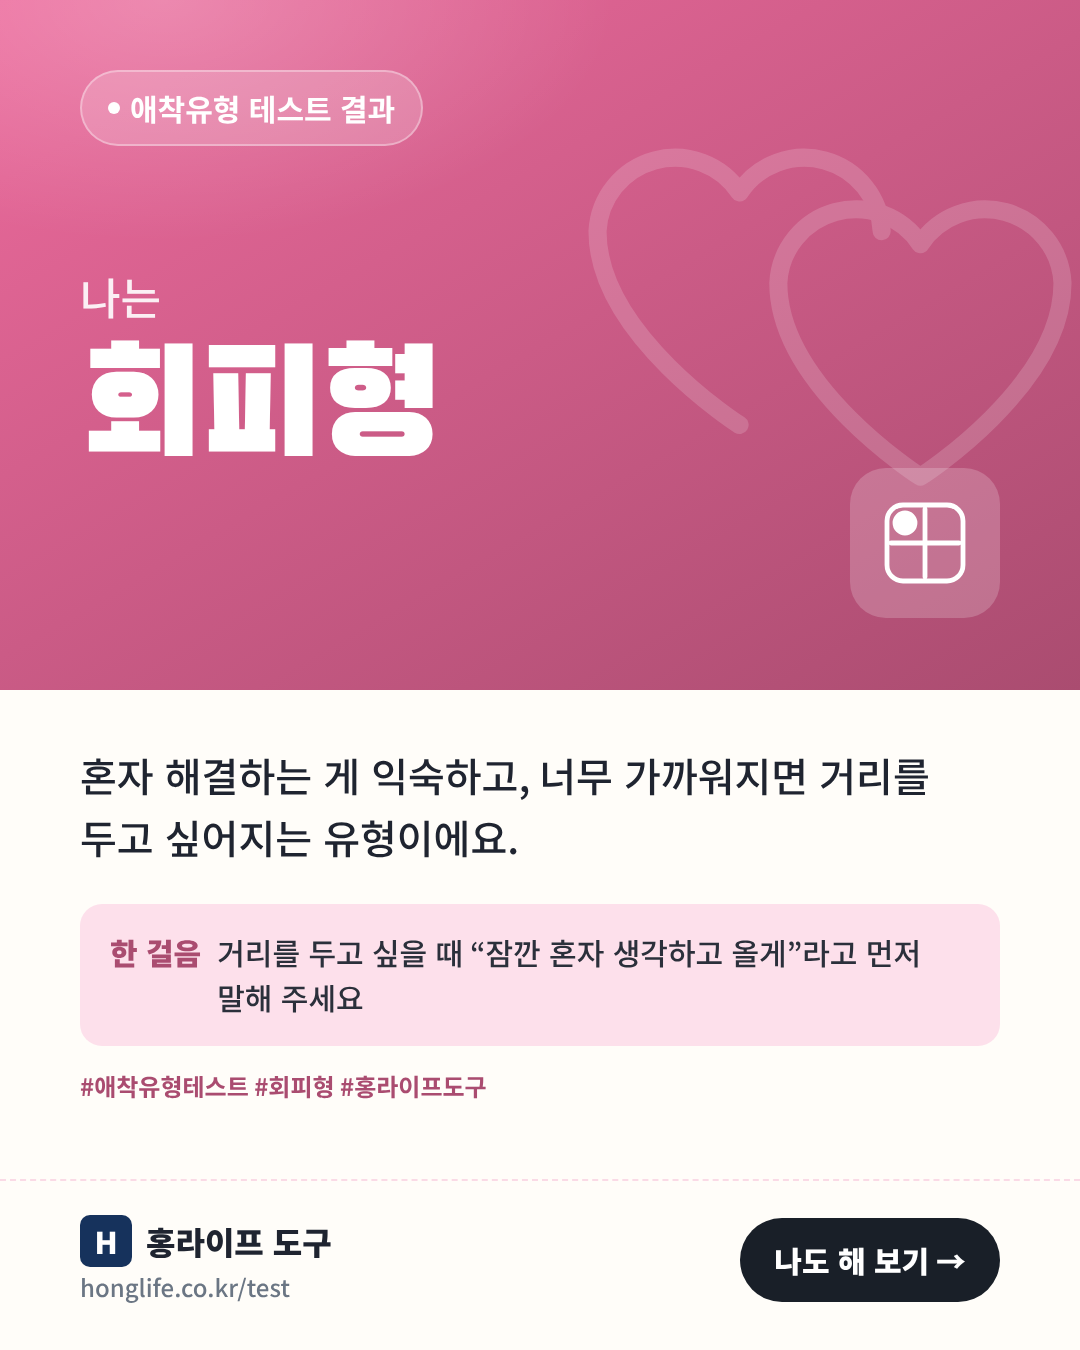 애착유형 테스트 결과
나는
회피형
혼자 해결하는 게 익숙하고, 너무 가까워지면 거리를
두고 싶어지는 유형이에요.
한 걸음 거리를 두고 싶을 때 “잠깐 혼자 생각하고 올게”라고 먼저
말해 주세요
#애착유형테스트 #회피형 #홍라이프도구
H 홍라이프 도구
honglife.co.kr/test
나도 해 보기 →